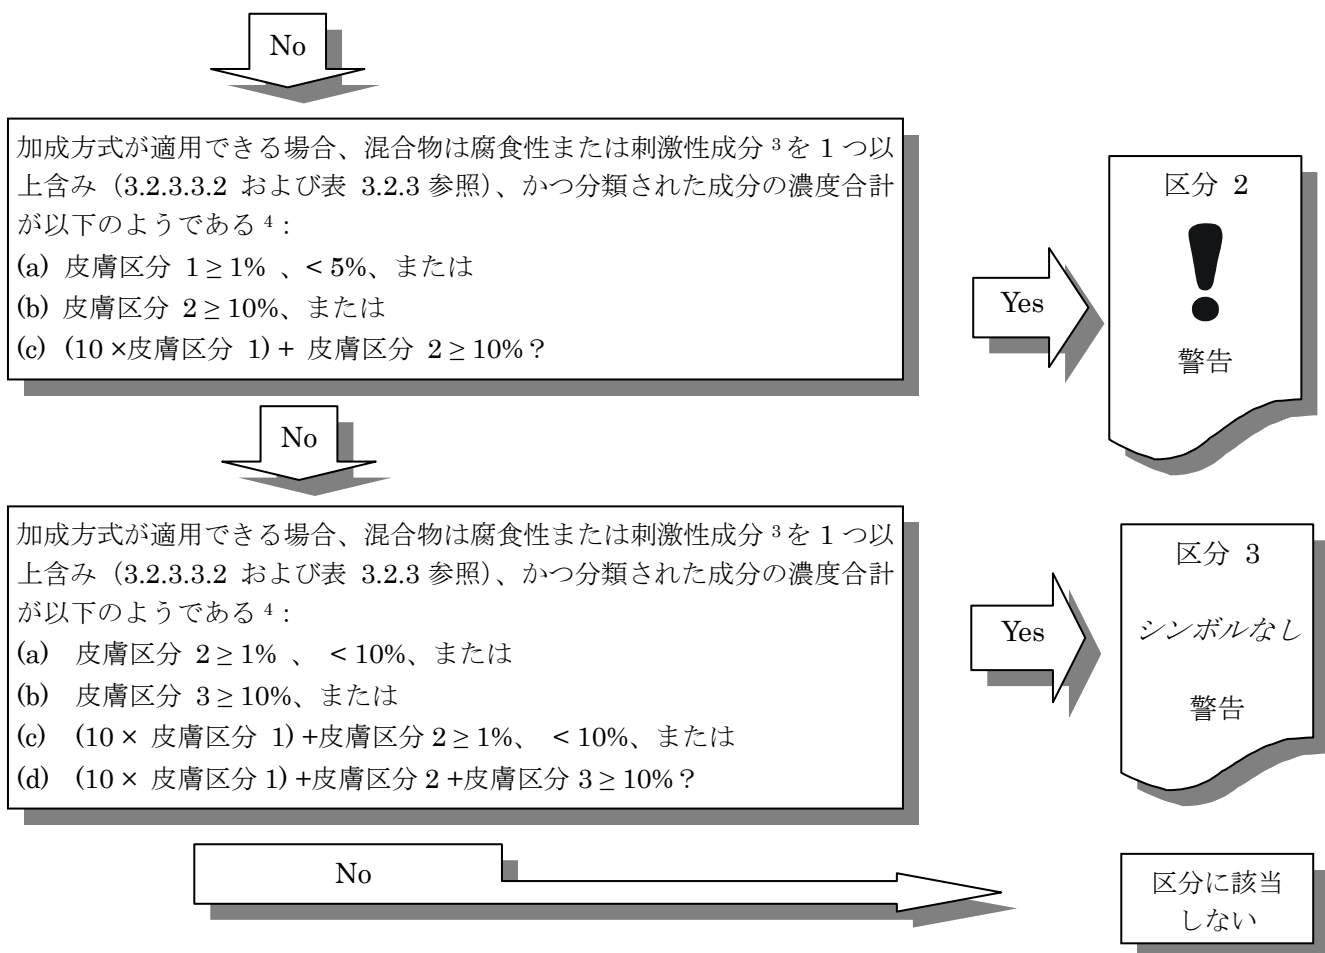 No
加成方式が適用できる場合、混合物は腐食性または刺激性成分 3 を 1 つ以
上含み（3.2.3.3.2 および表 3.2.3 参照）、かつ分類された成分の濃度合計
が以下のようである 4：
(a) 皮膚区分 1 ≥ 1% 、< 5%、または
(b) 皮膚区分 2 ≥ 10%、または
(c) (10 ×皮膚区分 1) + 皮膚区分 2 ≥ 10%？
Yes
区分 2
!
警告
No
加成方式が適用できる場合、混合物は腐食性または刺激性成分 3 を 1 つ以
上含み（3.2.3.3.2 および表 3.2.3 参照）、かつ分類された成分の濃度合計
が以下のようである 4：
(a) 皮膚区分 2 ≥ 1% 、 < 10%、または
(b) 皮膚区分 3 ≥ 10%、または
(c) (10 × 皮膚区分 1) +皮膚区分 2 ≥ 1%、 < 10%、または
(d) (10 × 皮膚区分 1) +皮膚区分 2 +皮膚区分 3 ≥ 10%？
Yes
区分 3
シンボルなし
警告
No
区分に該当
しない